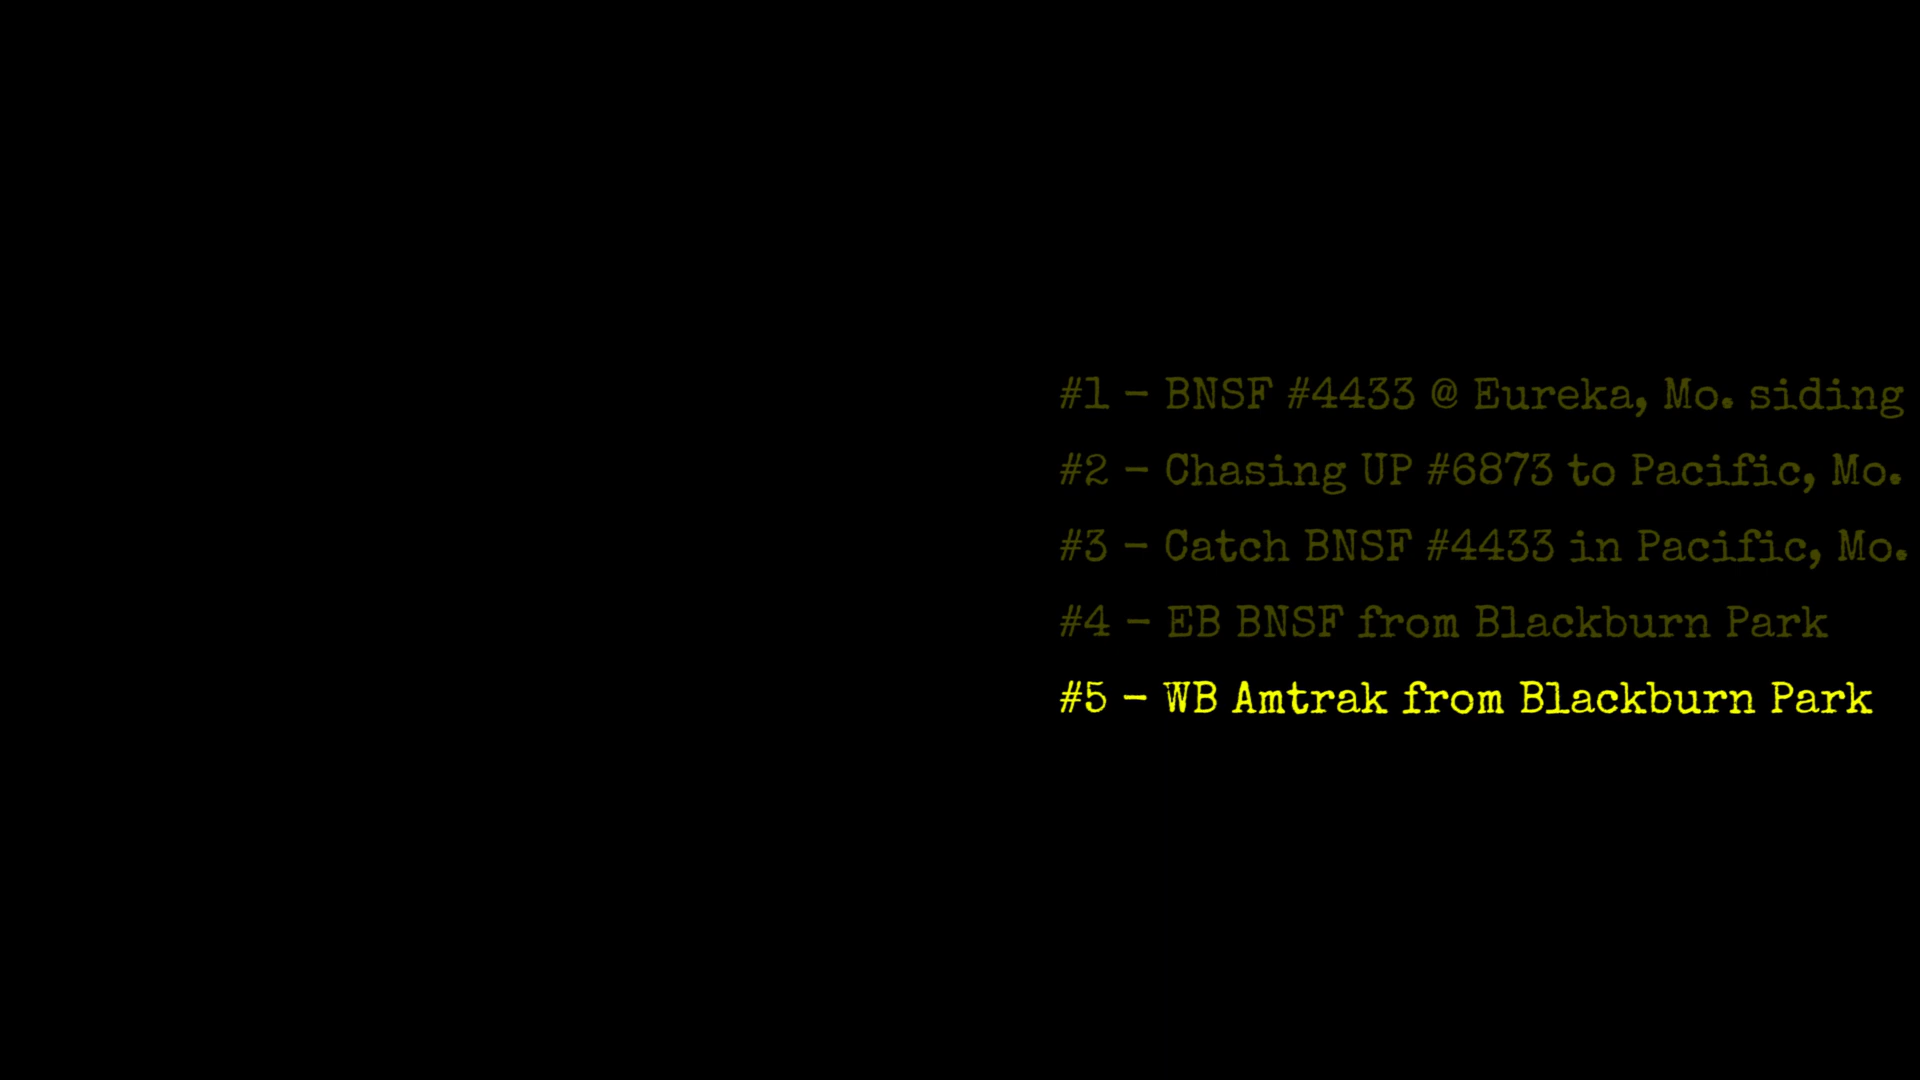 #1 - BNSF #4433 @ Eureka, Mo. siding
#2 - Chasing UP #6873 to Pacific, Mo.
#3 - Catch BNSF #4433 in Pacific, Mo.
#4 - EB BNSF from Blackburn Park
#5 - WB Amtrak from Blackburn Park